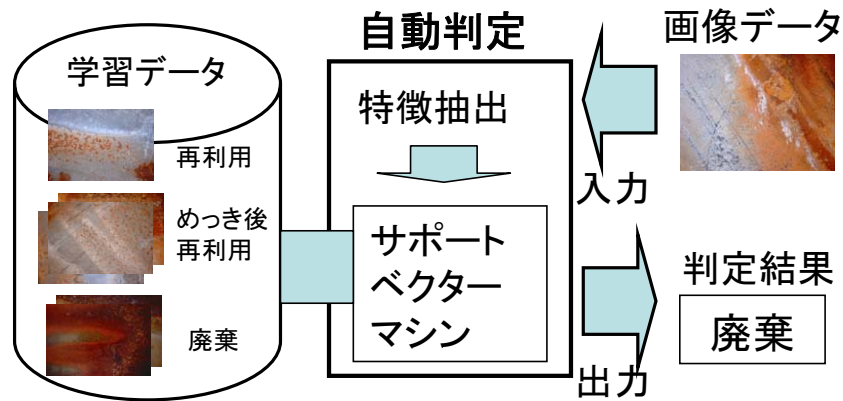 学習データ
再利用
めっき後
再利用
廃棄
自動判定
特徴抽出
サポート
ベクター
マシン
画像データ
入力
判定結果
廃棄
出力